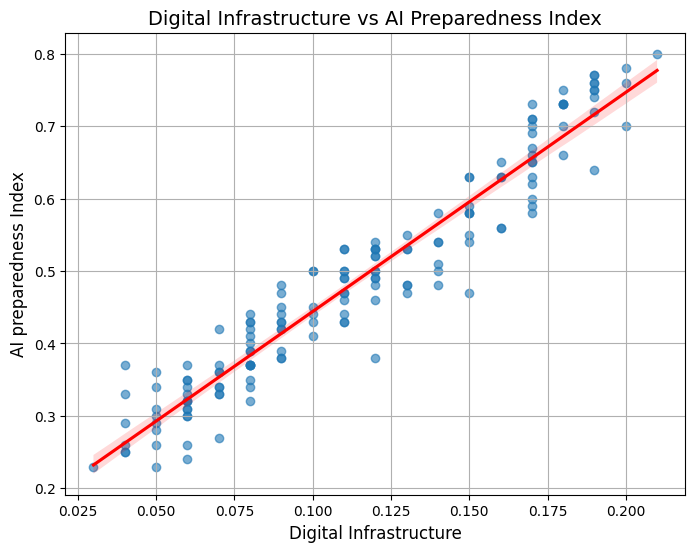 Digital Infrastructure vs AI Preparedness Index
AI preparedness Index
0.8
0.7
0.6
0.5
0.4
0.3
0.2
0.025 0.050 0.075 0.100 0.125 0.150 0.175 0.200
Digital Infrastructure